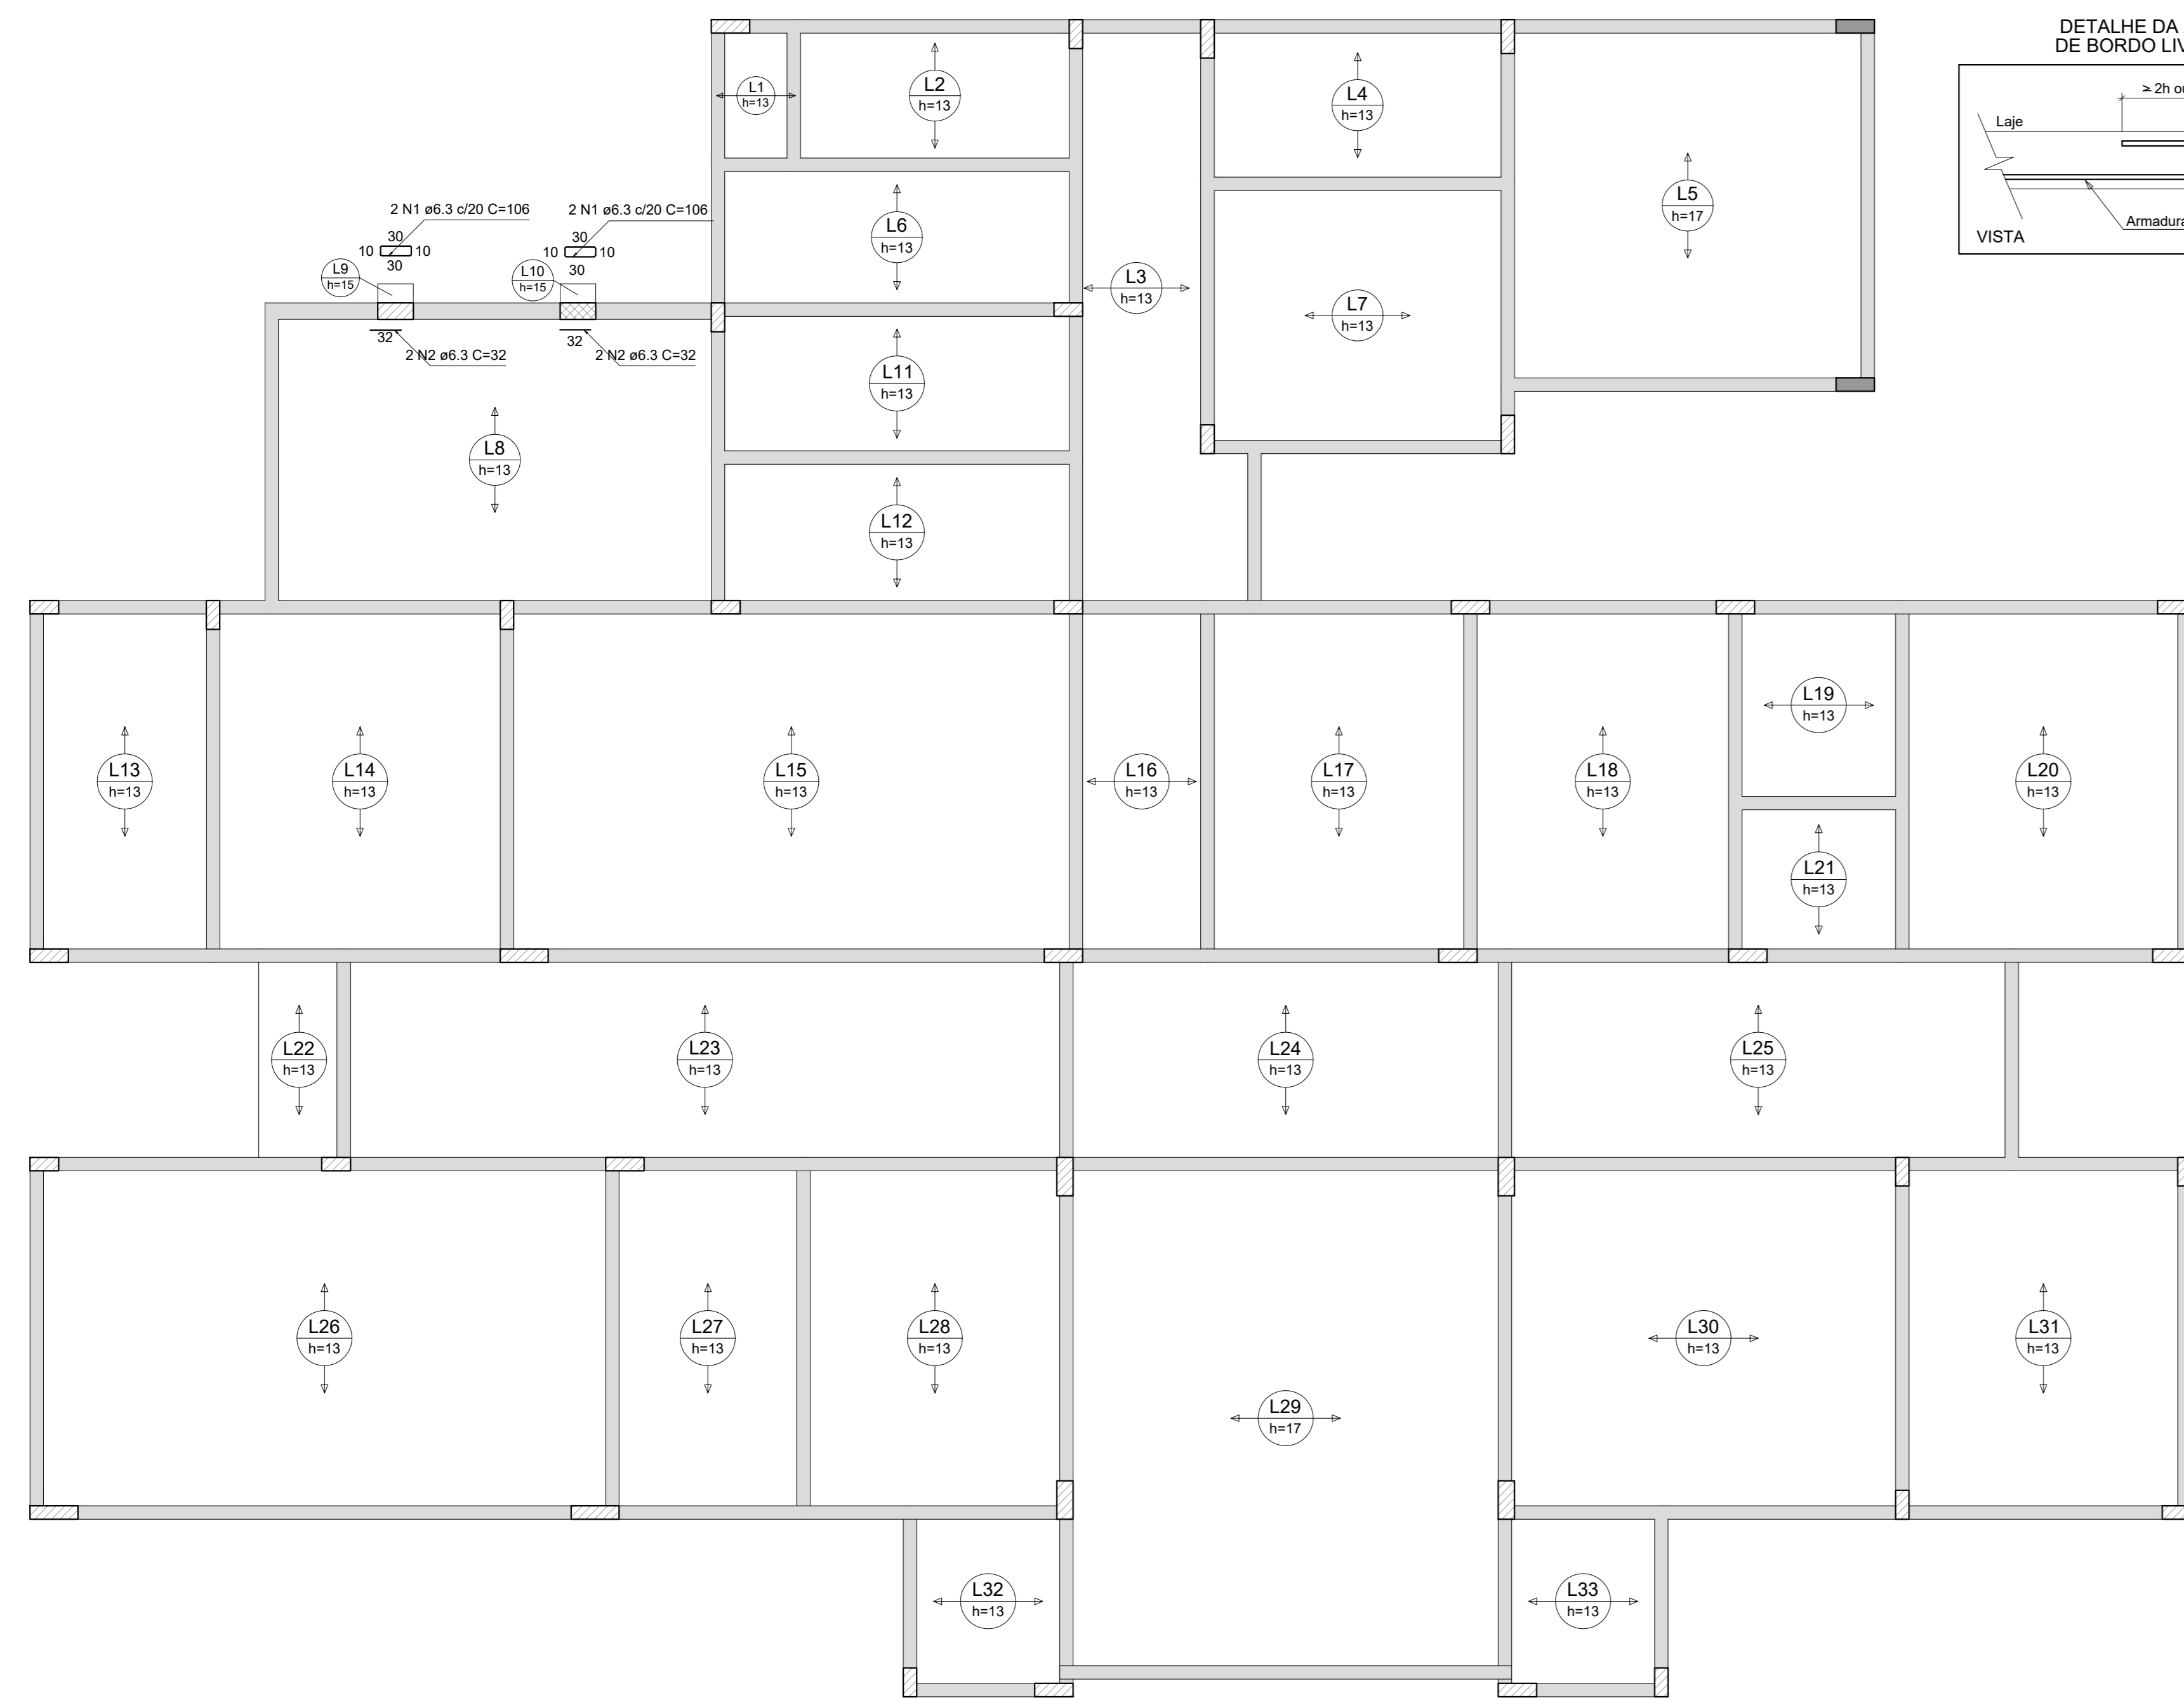 DETALHE DA
DE BORDO LIV
≥ 2h ou
Laje
Armadura
VISTA
L1
h=13
L2
h=13
L4
h=13
L5
h=17
2 N1 ø6.3 c/20 C=106
30
10 10
30
2 N1 ø6.3 c/20 C=106
30
10 10
30
L6
h=13
L9
h=15
L10
h=15
L3
h=13
L7
h=13
32
2 N2 ø6.3 C=32
32
2 N2 ø6.3 C=32
L11
h=13
L8
h=13
L12
h=13
L19
h=13
L13
h=13
L14
h=13
L15
h=13
L16
h=13
L17
h=13
L18
h=13
L20
h=13
L21
h=13
L22
h=13
L23
h=13
L24
h=13
L25
h=13
L26
h=13
L27
h=13
L28
h=13
L30
h=13
L31
h=13
L29
h=17
L32
h=13
L33
h=13